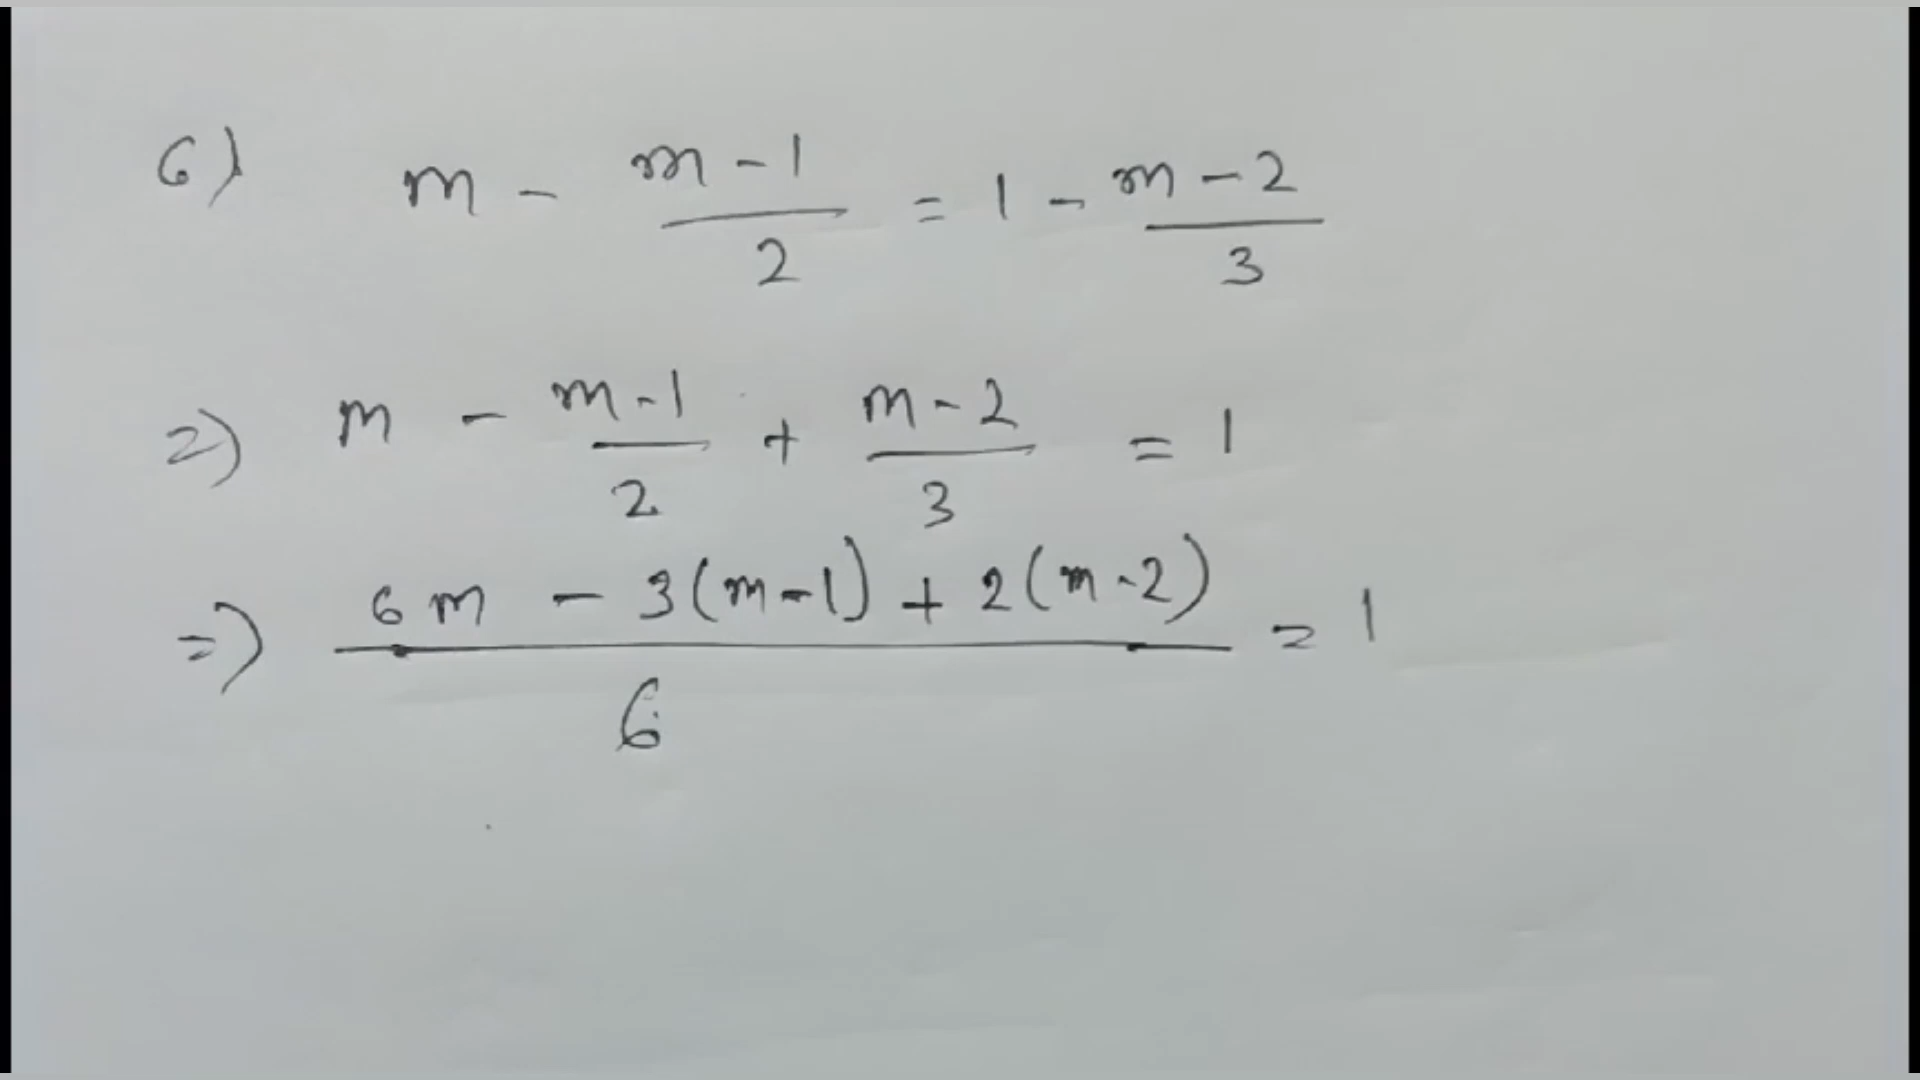 6) m - (m-1)/2 = 1 - (m-2)/3
=) m - (m-1)/2 + (m-2)/3 = 1
=) (6m - 3(m-1) + 2(m-2))/6 = 1